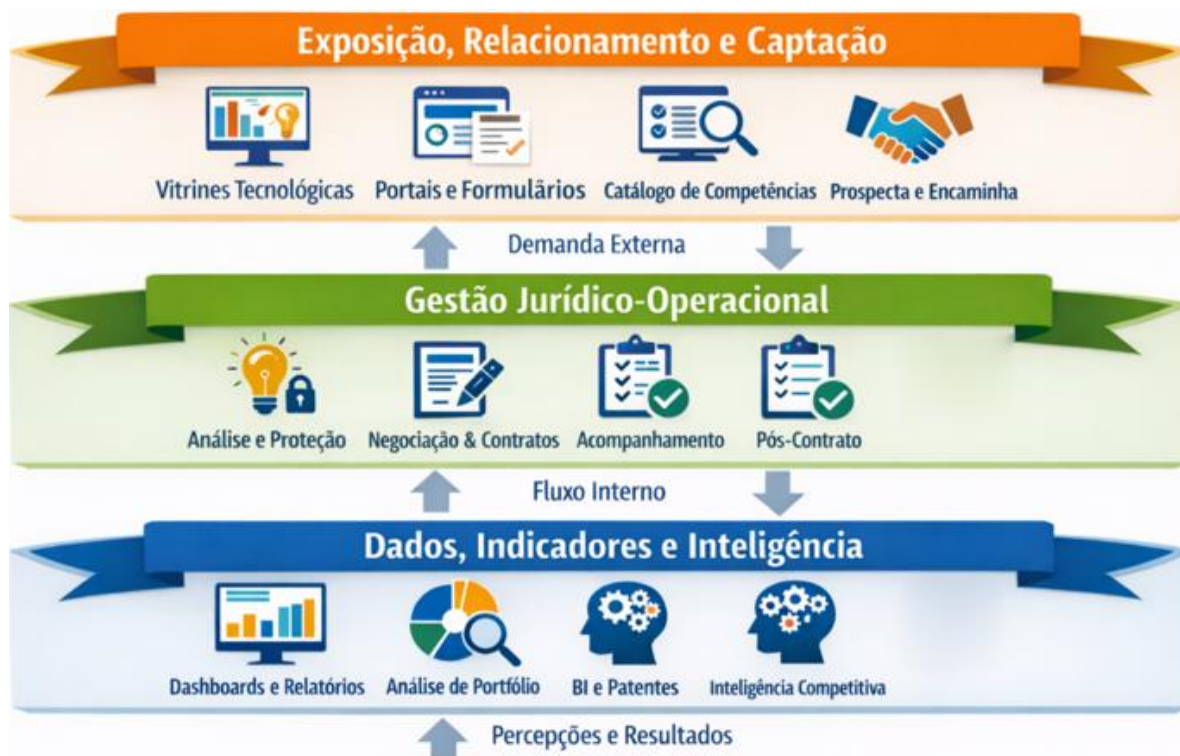 Exposição, Relacionamento e Captação
Vitrines Tecnológicas
Portais e Formulârios
Catálogo de Competências
Prospecta e Encaminha
Demanda Externa
Gestão Jurídico-Operacional
Análise e Proteção
Negociação & Contratos
Acompanhamento
Pós-Contrato
Fluxo Interno
Dados, Indicadores e Inteligência
Dashboards e Relatórios
Análise de Portfólio
BI e Patentes
Inteligência Competitiva
Percepções e Resultados